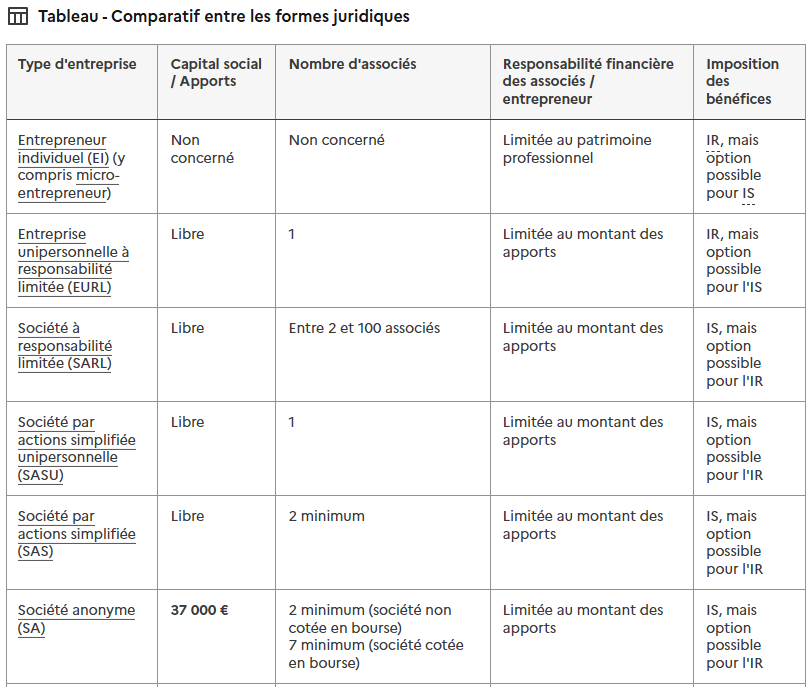 Tableau - Comparatif entre les formes juridiques
Type d'entreprise
Capital social
/ Apports
Nombre d'associés
Responsabilité financière
des associés /
entrepreneur
Imposition
des
bénéfices
Entrepreneur
individuel (EI) (y
compris micro-
entrepreneur)
Non
concerné
Non concerné
Limitée au patrimoine
professionnel
IR, mais
option
possible
pour IS
Entreprise
unipersonnelle à
responsabilité
limitée (EURL)
Libre
1
Limitée au montant des
apports
IR, mais
option
possible
pour l'IS
Société à
responsabilité
limitée (SARL)
Libre
Entre 2 et 100 associés
Limitée au montant des
apports
IS, mais
option
possible
pour l'IR
Société par
actions simplifiée
unipersonnelle
(SASU)
Libre
1
Limitée au montant des
apports
IS, mais
option
possible
pour l'IR
Société par
actions simplifiée
(SAS)
Libre
2 minimum
Limitée au montant des
apports
IS, mais
option
possible
pour l'IR
Société anonyme
(SA)
37 000 €
2 minimum (société non
cotée en bourse)
7 minimum (société cotée
en bourse)
Limitée au montant des
apports
IS, mais
option
possible
pour l'IR